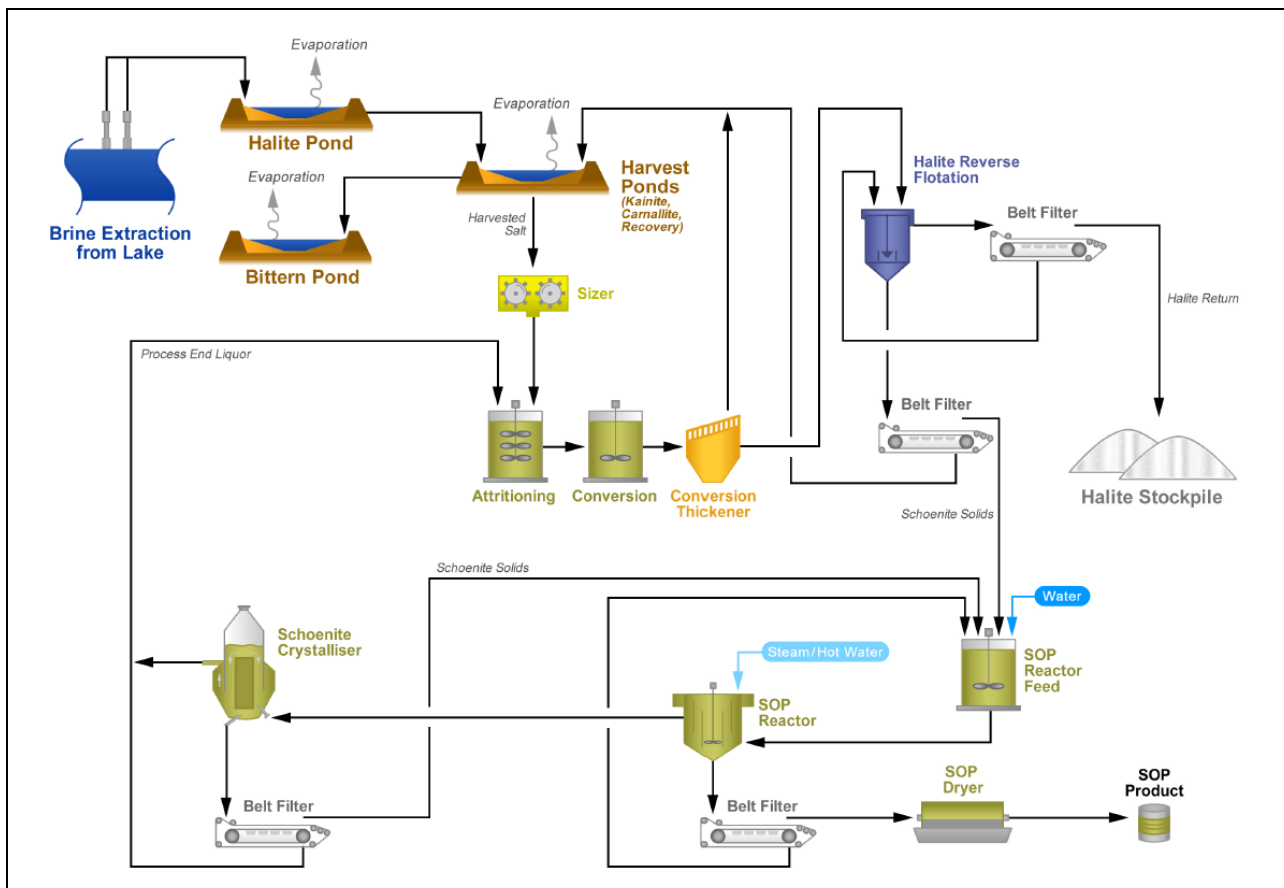 Evaporation
Halite Pond
Evaporation
Harvest
Ponds
(Kainite,
Carnallite,
Recovery)
Evaporation
Brine Extraction
from Lake
Bittern Pond
Harvested
Salt
Halite Reverse
Flotation
Belt Filter
Sizer
Halite Return
Process End Liquor
Belt Filter
Attritioning
Conversion
Conversion
Thickener
Halite Stockpile
Schoenite Solids
Schoenite Solids
Water
Schoenite
Crystalliser
Steam/Hot Water
SOP
Reactor
Feed
SOP
Reactor
Belt Filter
Belt Filter
SOP
Dryer
SOP
Product